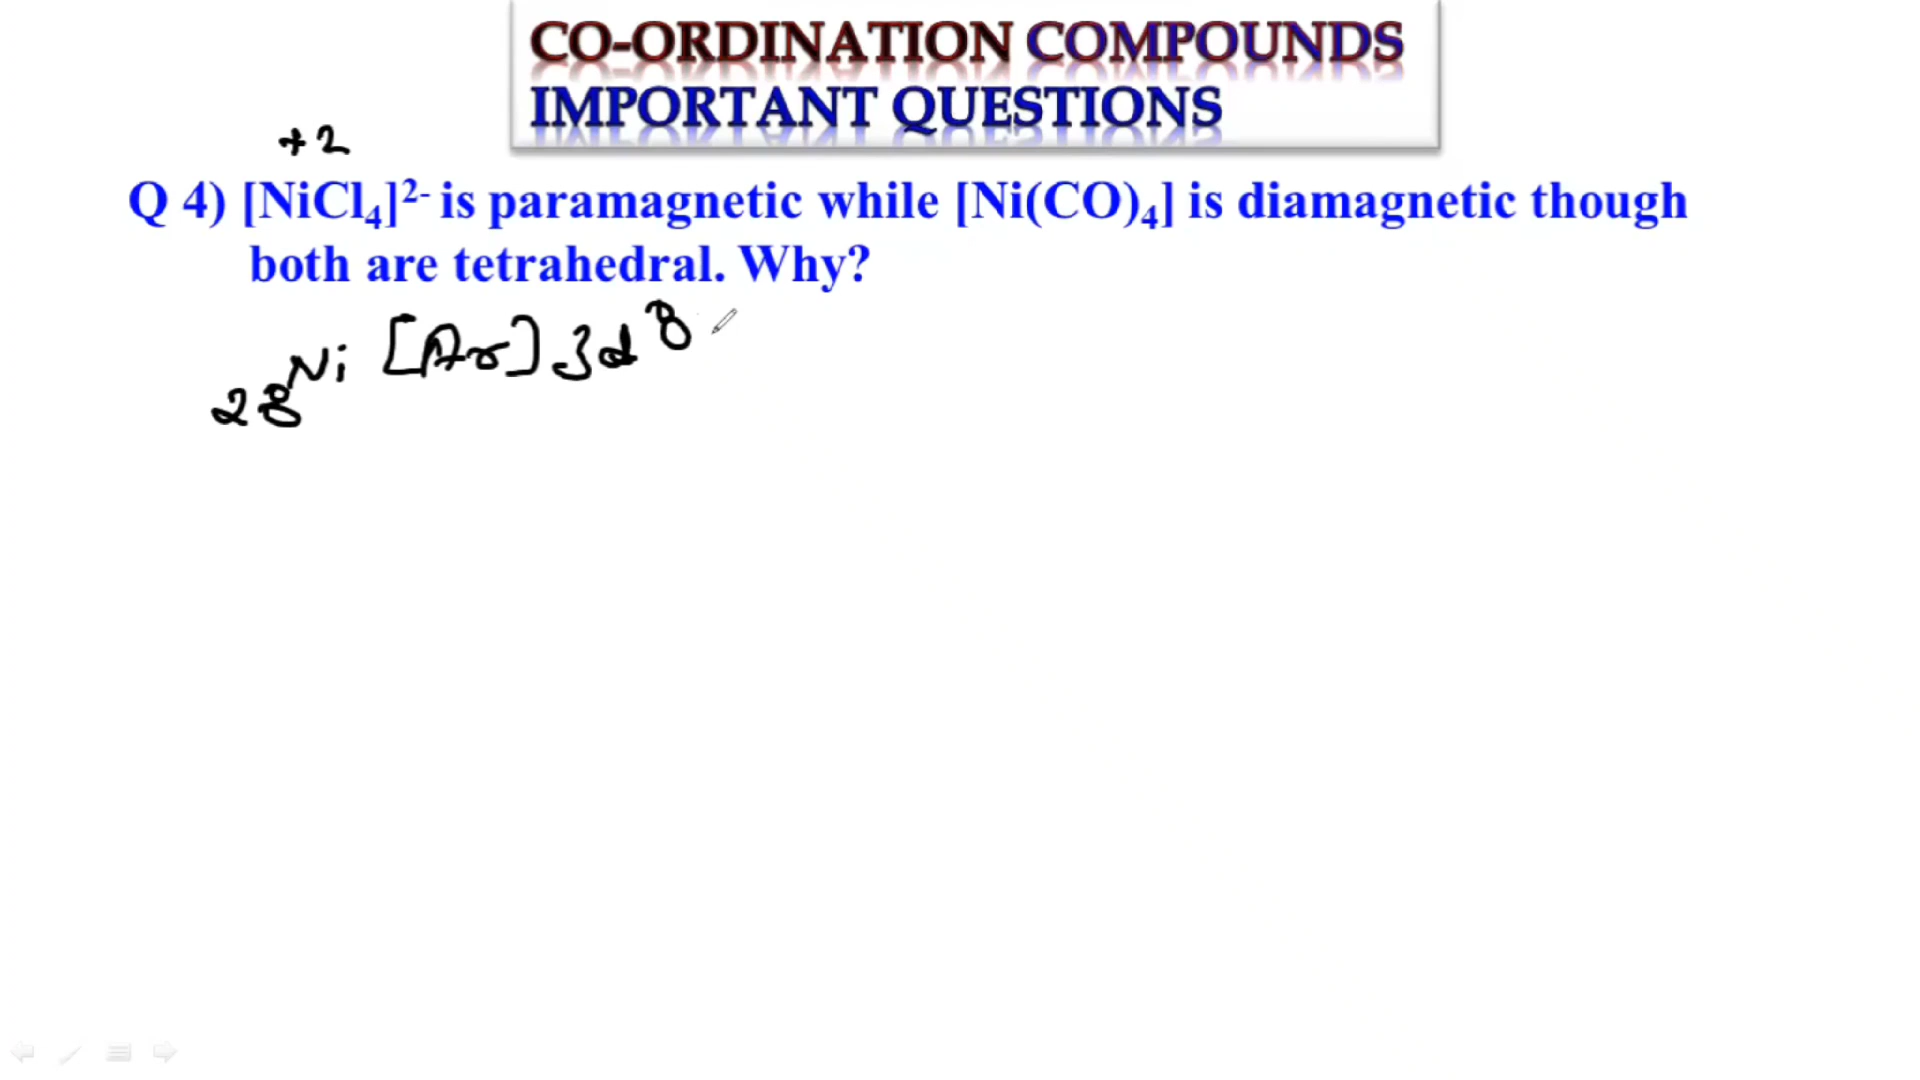 CO-ORDINATION COMPOUNDS
IMPORTANT QUESTIONS
+2
Q 4) [NiCl₄]²⁻ is paramagnetic while [Ni(CO)₄] is diamagnetic though
both are tetrahedral. Why?
₂₈Ni [Ar] 3d⁸